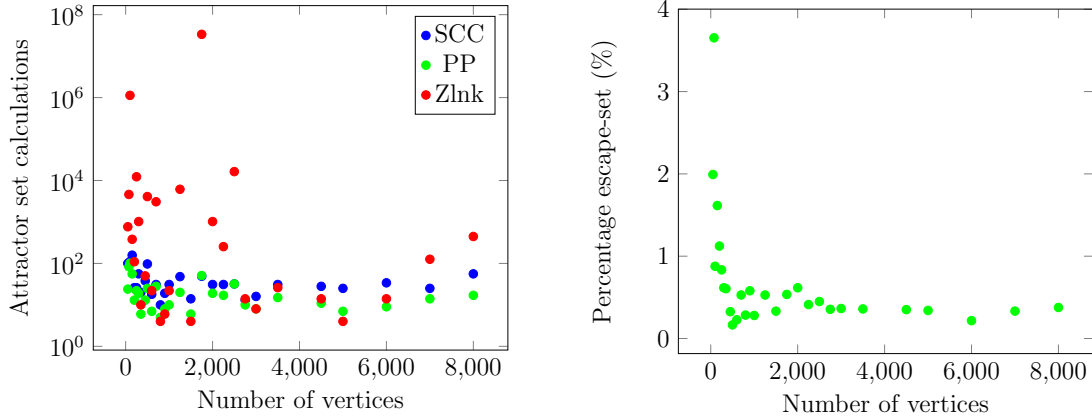 Attractor set calculations
10^8
10^6
10^4
10^2
10^0
0 2,000 4,000 6,000 8,000
Number of vertices
SCC
PP
Zlnk
Percentage escape-set (%)
4
3
2
1
0
0 2,000 4,000 6,000 8,000
Number of vertices